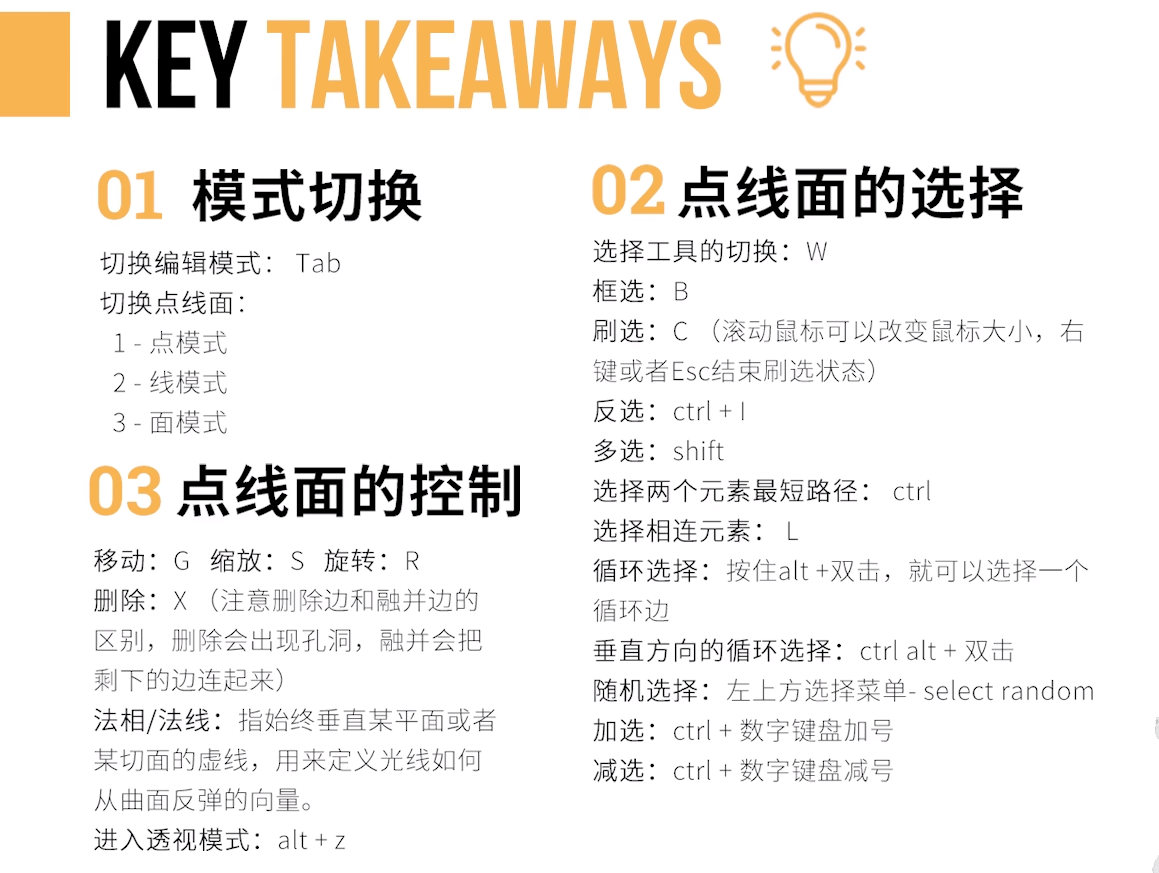 KEY TAKEAWAYS
01 模式切换
切换编辑模式： Tab
切换点线面：
1 - 点模式
2 - 线模式
3 - 面模式
02 点线面的选择
选择工具的切换：W
框选：B
刷选：C （滚动鼠标可以改变鼠标大小，右
键或者Esc结束刷选状态）
反选：ctrl + I
多选：shift
选择两个元素最短路径： ctrl
选择相连元素： L
循环选择：按住alt +双击，就可以选择一个
循环边
垂直方向的循环选择：ctrl alt + 双击
随机选择：左上方选择菜单- select random
加选：ctrl + 数字键盘加号
减选：ctrl + 数字键盘减号
03 点线面的控制
移动：G 缩放：S 旋转：R
删除：X （注意删除边和融并边的
区别，删除会出现孔洞，融并会把
剩下的边连起来）
法相/法线：指始终垂直某平面或者
某切面的虚线，用来定义光线如何
从曲面反弹的向量。
进入透视模式：alt + z